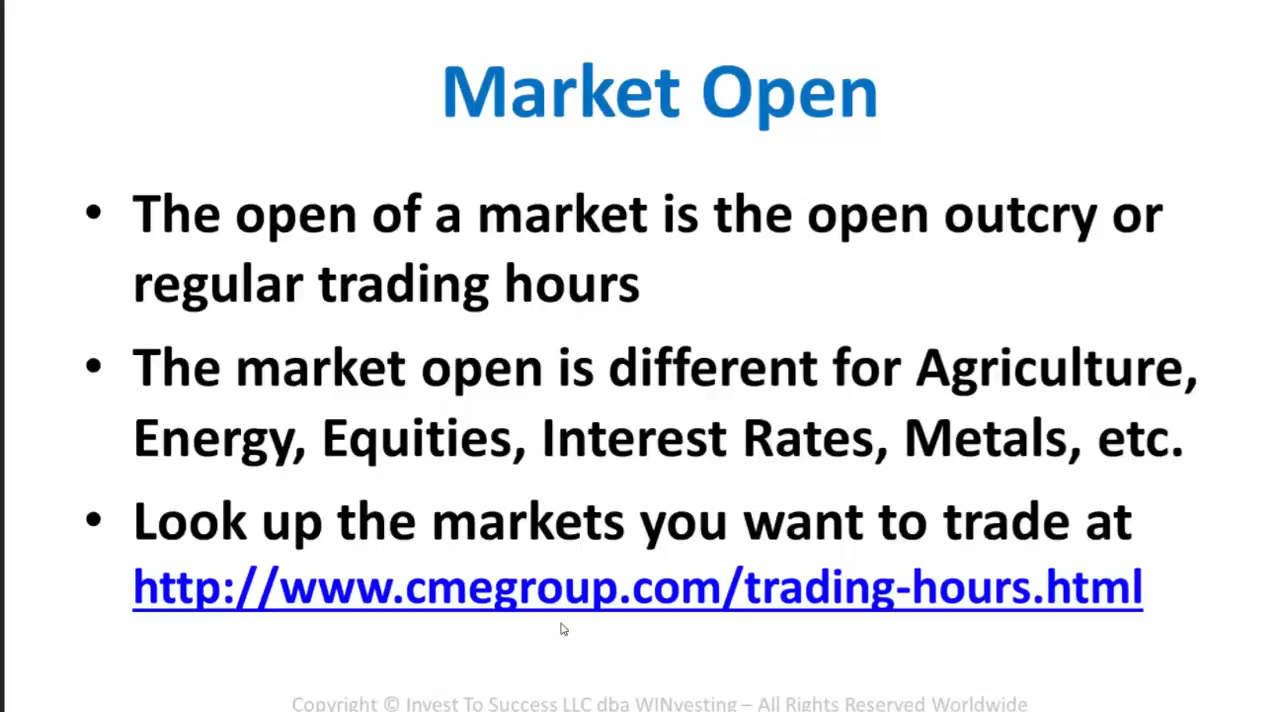 Market Open
• The open of a market is the open outcry or
regular trading hours
• The market open is different for Agriculture,
Energy, Equities, Interest Rates, Metals, etc.
• Look up the markets you want to trade at
http://www.cmegroup.com/trading-hours.html
Copyright © Invest To Success LLC dba WINvesting – All Rights Reserved Worldwide